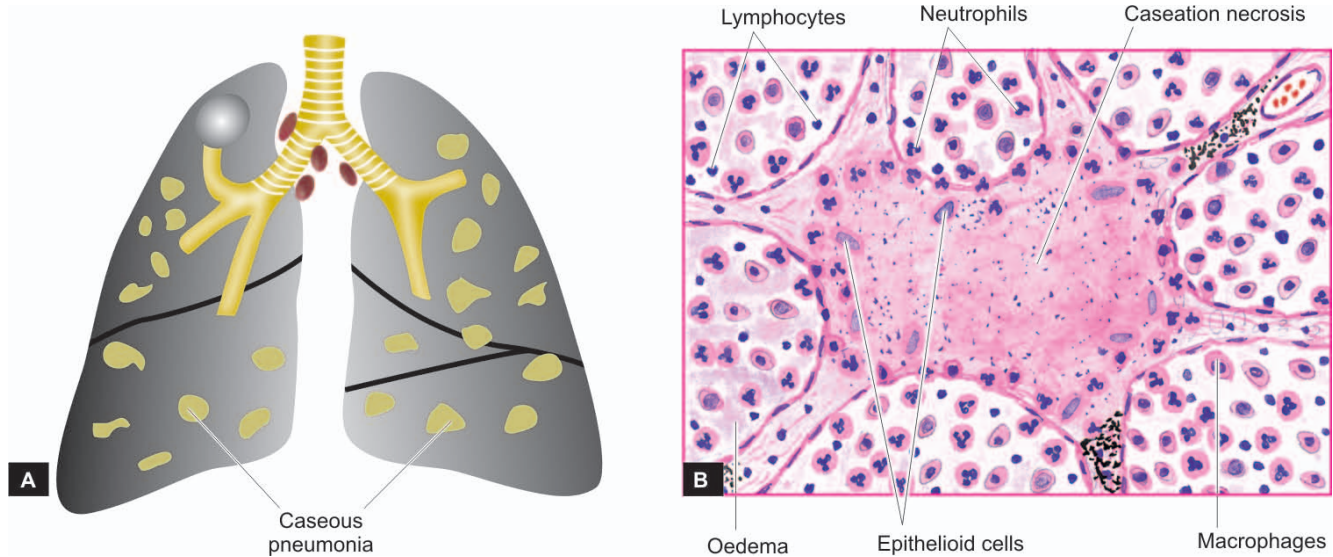 Lymphocytes
Neutrophils
Caseation necrosis
A
Caseous
pneumonia
B
Oedema
Epithelioid cells
Macrophages